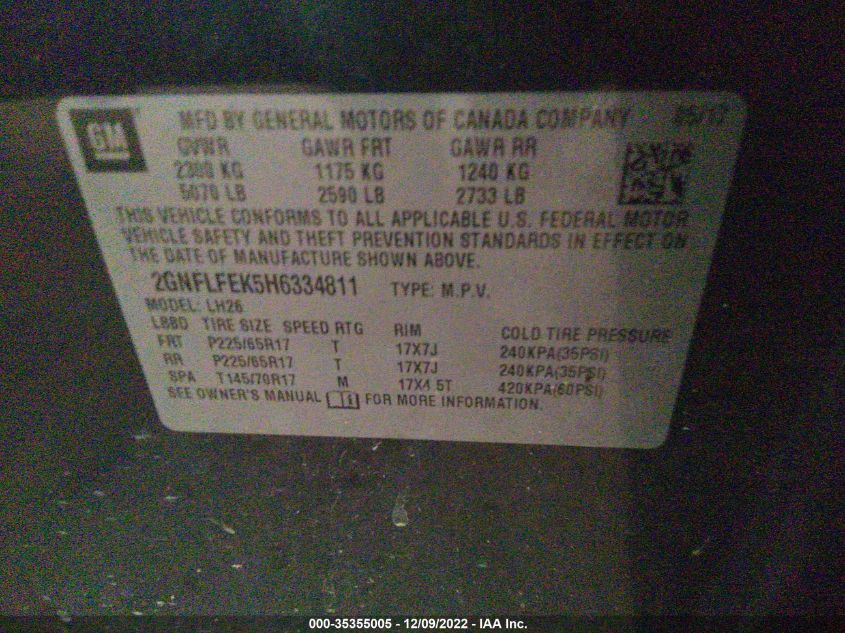 GM
MFD BY GENERAL MOTORS OF CANADA COMPANY 05/17
GVWR GAWR FRT GAWR RR
2300 KG 1175 KG 1240 KG
5070 LB 2590 LB 2733 LB
THIS VEHICLE CONFORMS TO ALL APPLICABLE U.S. FEDERAL MOTOR
VEHICLE SAFETY AND THEFT PREVENTION STANDARDS IN EFFECT ON
THE DATE OF MANUFACTURE SHOWN ABOVE.
2GNFLFEK5H6334811 TYPE: M.P.V.
MODEL: LH26
TIRE SIZE SPEED RTG RIM COLD TIRE PRESSURE
FRT P225/65R17 T 17X7J 240KPA(35PSI)
RR P225/65R17 T 17X7J 240KPA(35PSI)
SPA T145/70R17 M 17X4.5T 420KPA(60PSI)
SEE OWNER'S MANUAL FOR MORE INFORMATION.
000-35355005 - 12/09/2022 - IAA Inc.